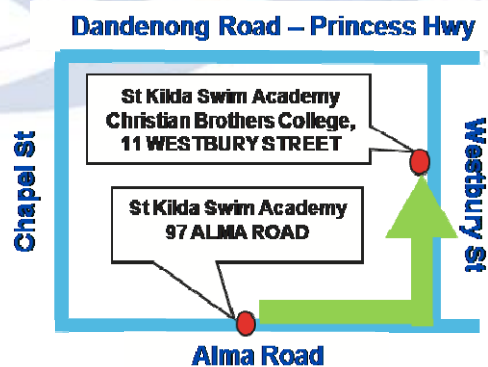 Dandenong Road – Princess Hwy
St Kilda Swim Academy
Christian Brothers College,
11 WESTBURY STREET
Chapel St
Westbury St
St Kilda Swim Academy
97 ALMA ROAD
Alma Road